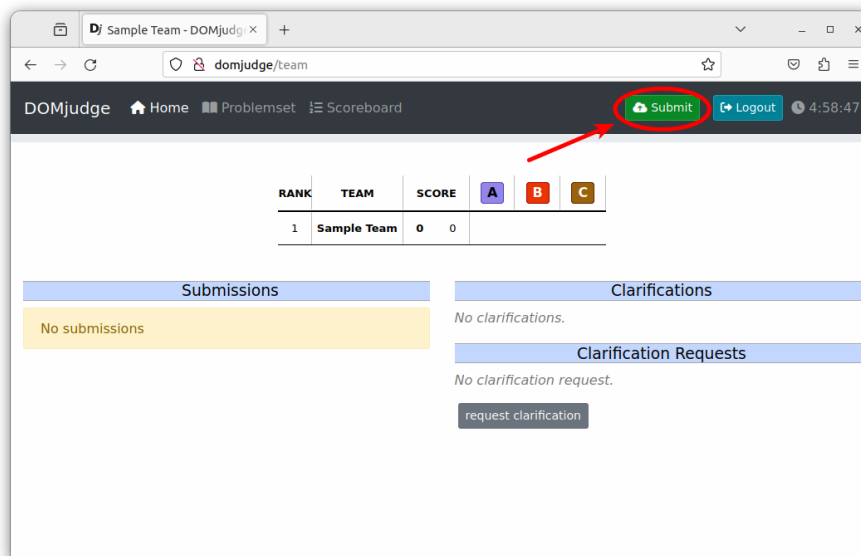 Dj Sample Team - DOMjudg
domjudge/team
DOMjudge Home Problemset Scoreboard Submit Logout 4:58:47
RANK TEAM SCORE A B C
1 Sample Team 0 0
Submissions
No submissions
Clarifications
No clarifications.
Clarification Requests
No clarification request.
request clarification